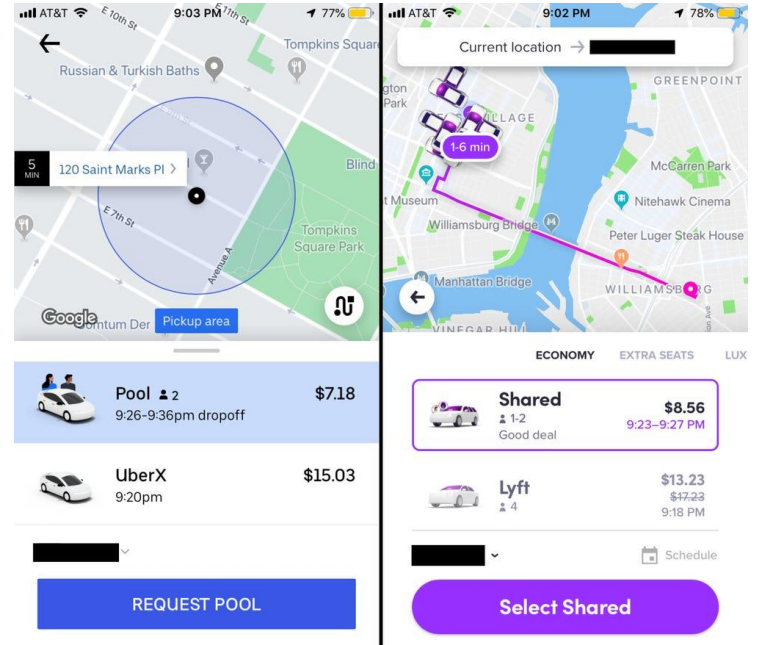 AT&T
9:03 PM
77%
E 10th St
E 11th St
Tompkins Square
Russian & Turkish Baths
5
MIN
120 Saint Marks Pl >
Blind
E 7th St
Tompkins
Square Park
Avenue A
Google
Pickup area
Pool 2
$7.18
9:26-9:36pm dropoff
UberX
$15.03
9:20pm
REQUEST POOL
AT&T
9:02 PM
78%
Current location →
GREENPOINT
Park
VILLAGE
1-6 min
McCarren Park
t Museum
Nitehawk Cinema
Williamsburg Bridge
Peter Luger Steak House
Manhattan Bridge
WILLIAMSBURG
VINEGAR HILL
ECONOMY
EXTRA SEATS
LUX
Shared
$8.56
1-2
9:23–9:27 PM
Good deal
Lyft
$13.23
4
$17.23
9:18 PM
Schedule
Select Shared